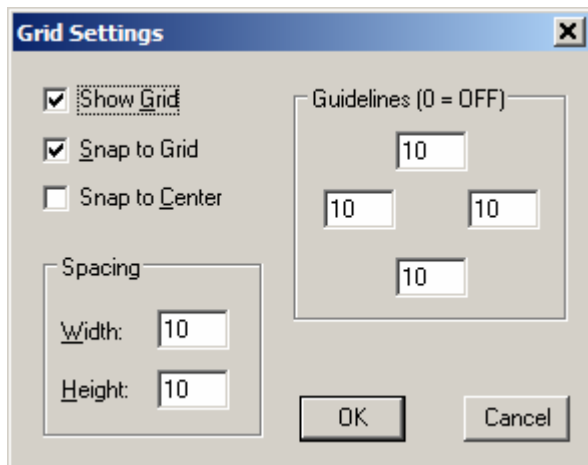 Grid Settings
Show Grid
Snap to Grid
Snap to Center
Guidelines (0 = OFF)
10
10 10
10
Spacing
Width: 10
Height: 10
OK Cancel